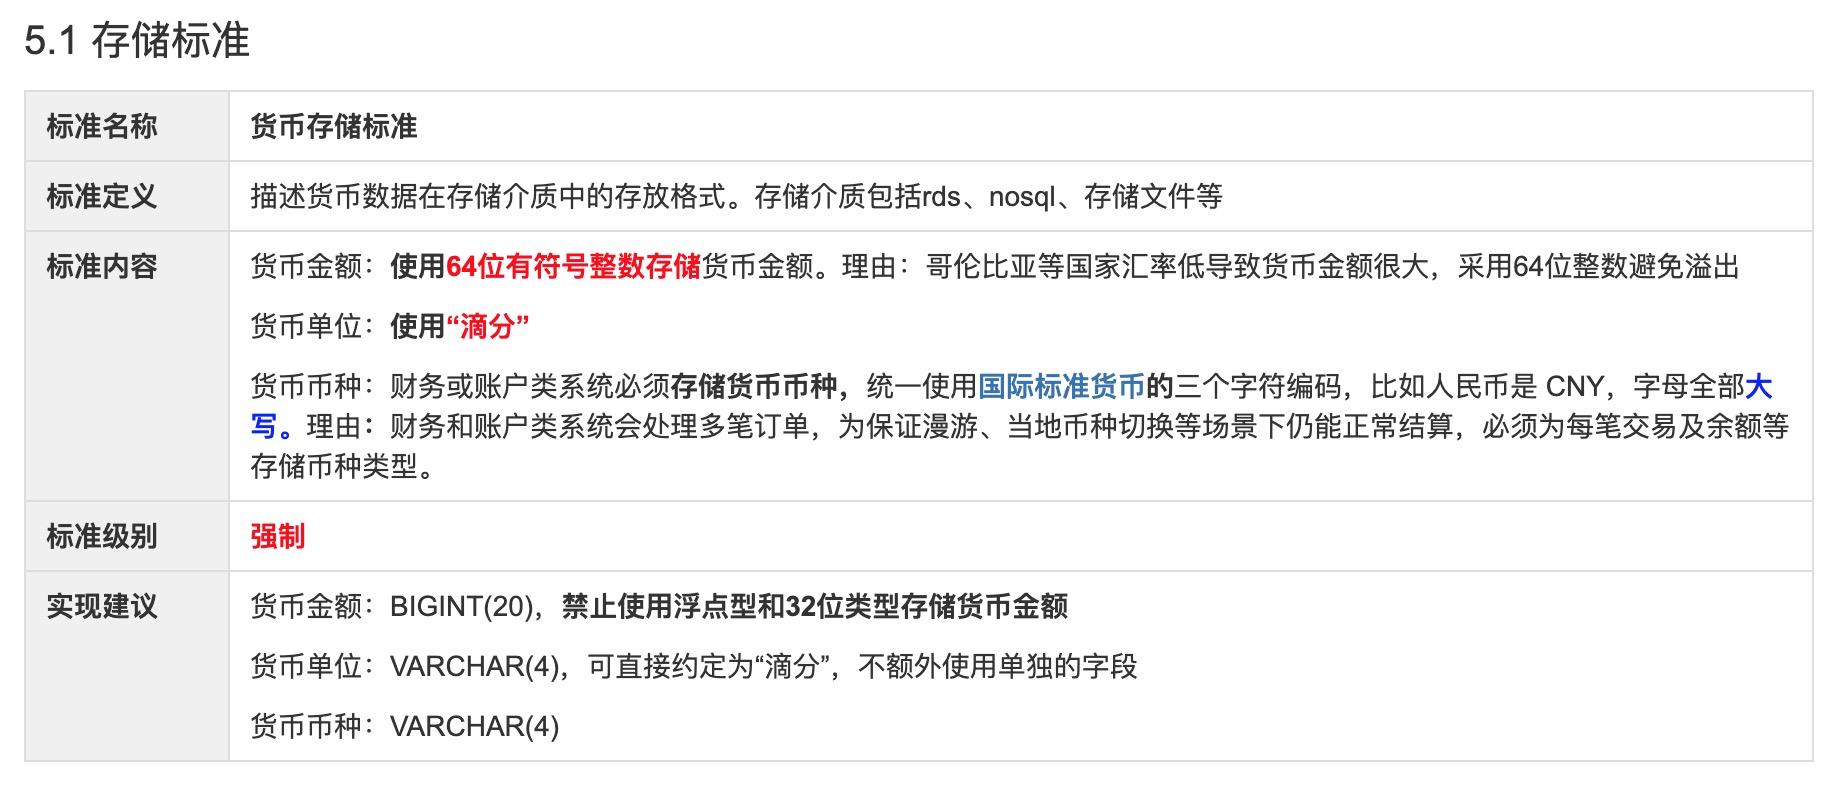 5.1 存储标准
标准名称
货币存储标准
标准定义
描述货币数据在存储介质中的存放格式。存储介质包括rds、nosql、存储文件等
标准内容
货币金额：使用64位有符号整数存储货币金额。理由：哥伦比亚等国家汇率低导致货币金额很大，采用64位整数避免溢出
货币单位：使用“滴分”
货币币种：财务或账户类系统必须存储货币币种，统一使用国际标准货币的三个字符编码，比如人民币是 CNY，字母全部大
写。理由：财务和账户类系统会处理多笔订单，为保证漫游、当地币种切换等场景下仍能正常结算，必须为每笔交易及余额等
存储币种类型。
标准级别
强制
实现建议
货币金额：BIGINT(20)，禁止使用浮点型和32位类型存储货币金额
货币单位：VARCHAR(4)，可直接约定为“滴分”，不额外使用单独的字段
货币币种：VARCHAR(4)